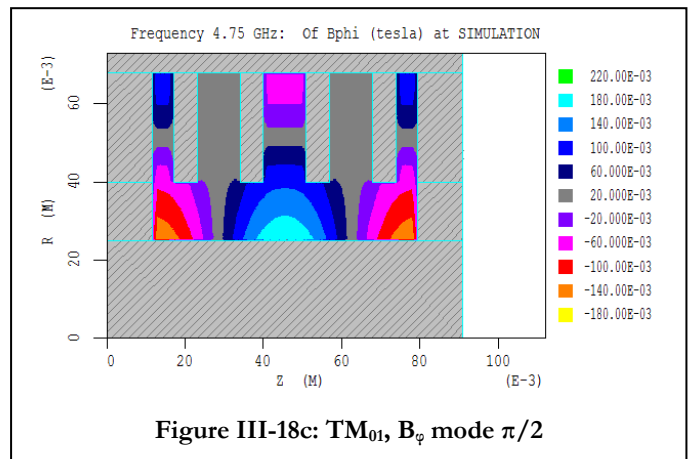 Frequency 4.75 GHz: Of Bphi (tesla) at SIMULATION
(E-3)
R (M)
60
40
20
0
0 20 40 60 80 100
Z (M) (E-3)
220.00E-03
180.00E-03
140.00E-03
100.00E-03
60.000E-03
20.000E-03
-20.000E-03
-60.000E-03
-100.00E-03
-140.00E-03
-180.00E-03
Figure III-18c: TM₀₁, Bᵩ mode π/2